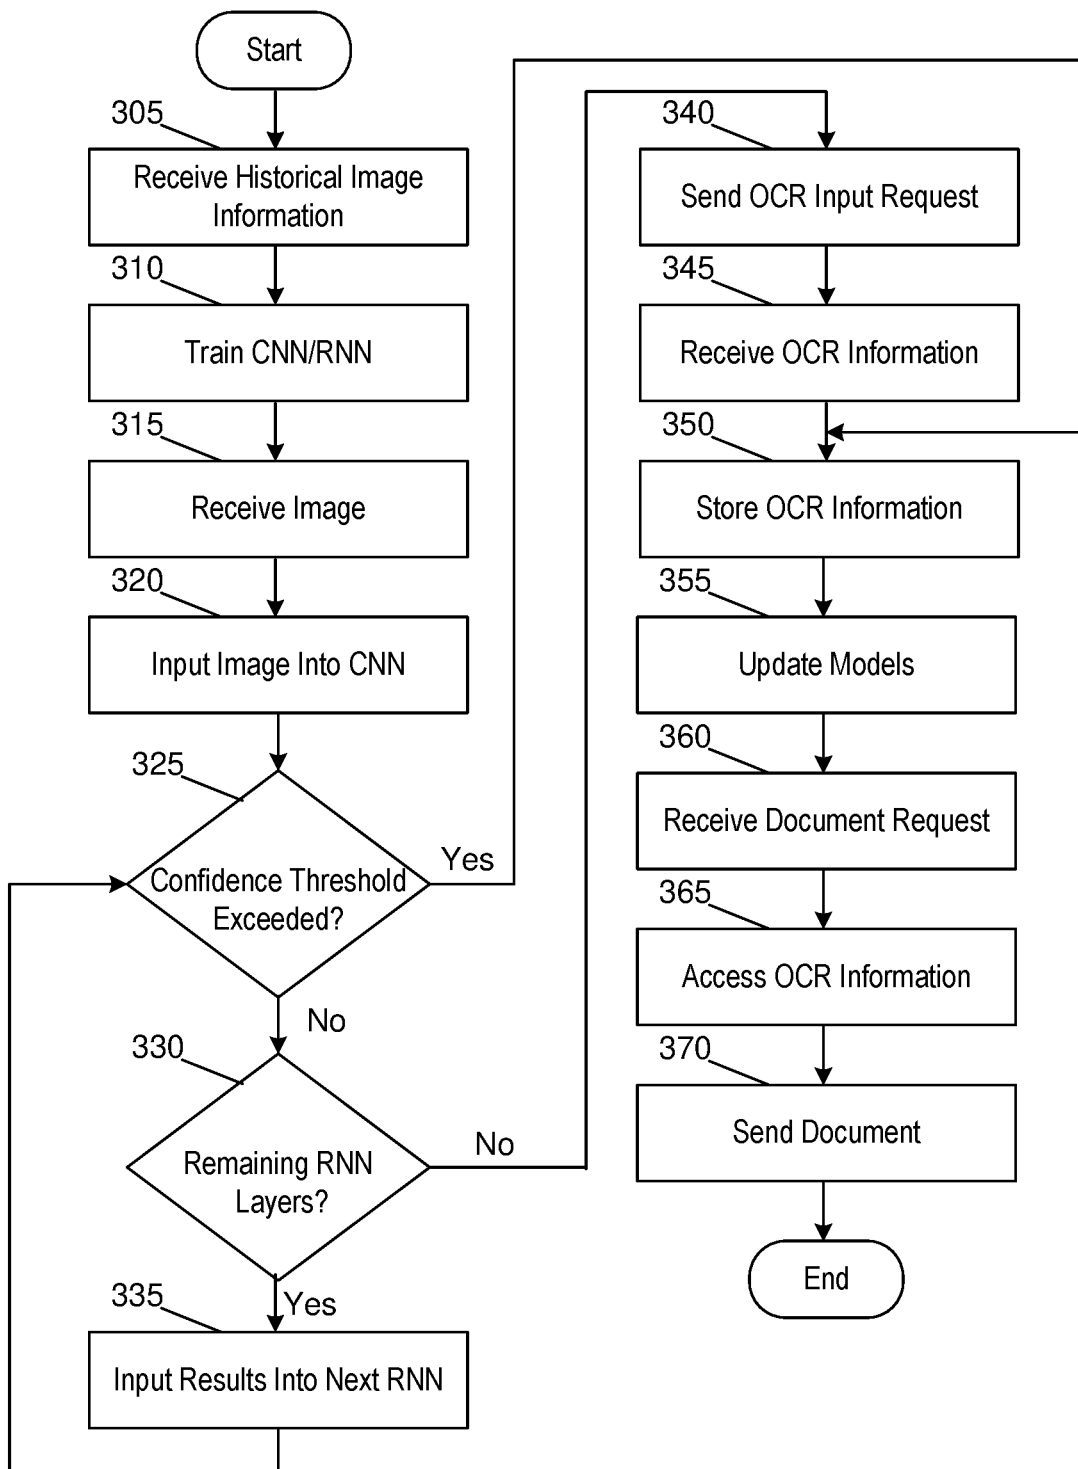 Start
305
Receive Historical Image
Information
310
Train CNN/RNN
315
Receive Image
320
Input Image Into CNN
325
Confidence Threshold
Exceeded?
Yes
No
330
Remaining RNN
Layers?
No
Yes
335
Input Results Into Next RNN
340
Send OCR Input Request
345
Receive OCR Information
350
Store OCR Information
355
Update Models
360
Receive Document Request
365
Access OCR Information
370
Send Document
End